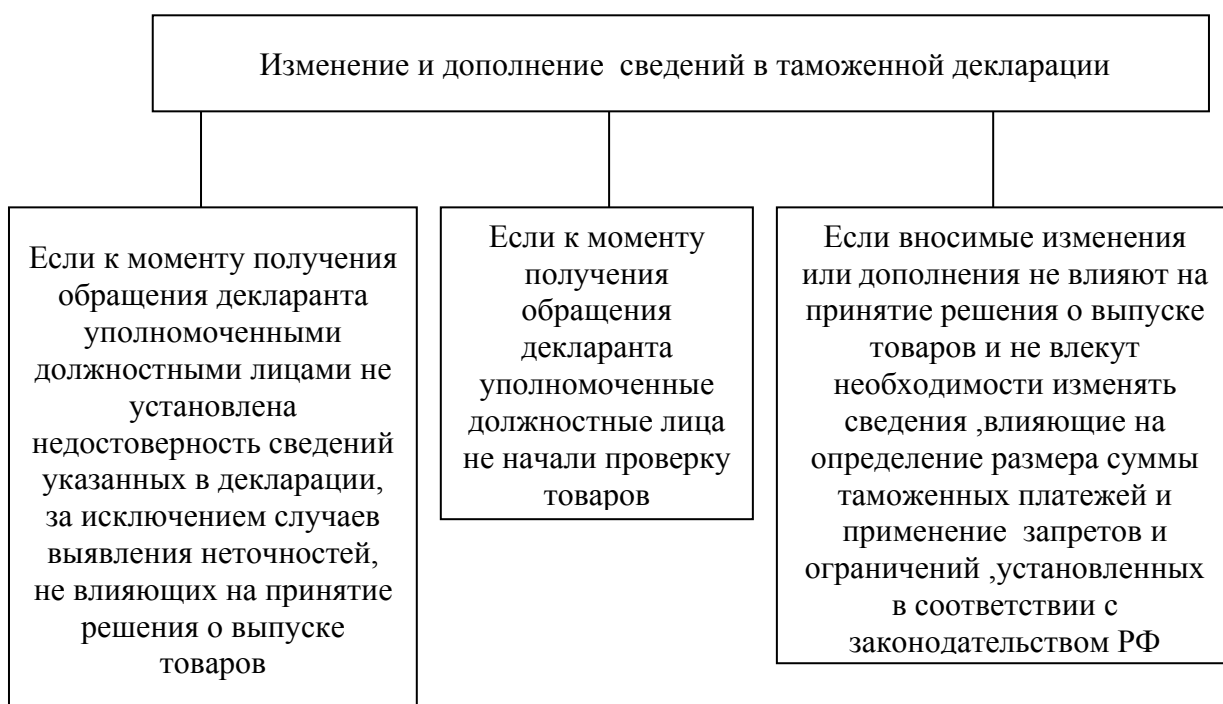 Изменение и дополнение сведений в таможенной декларации
Если к моменту получения
обращения декларанта
уполномоченными
должностными лицами не
установлена
недостоверность сведений
указанных в декларации,
за исключением случаев
выявления неточностей,
не влияющих на принятие
решения о выпуске
товаров
Если к моменту
получения
обращения
декларанта
уполномоченные
должностные лица
не начали проверку
товаров
Если вносимые изменения
или дополнения не влияют на
принятие решения о выпуске
товаров и не влекут
необходимости изменять
сведения ,влияющие на
определение размера суммы
таможенных платежей и
применение запретов и
ограничений ,установленных
в соответствии с
законодательством РФ